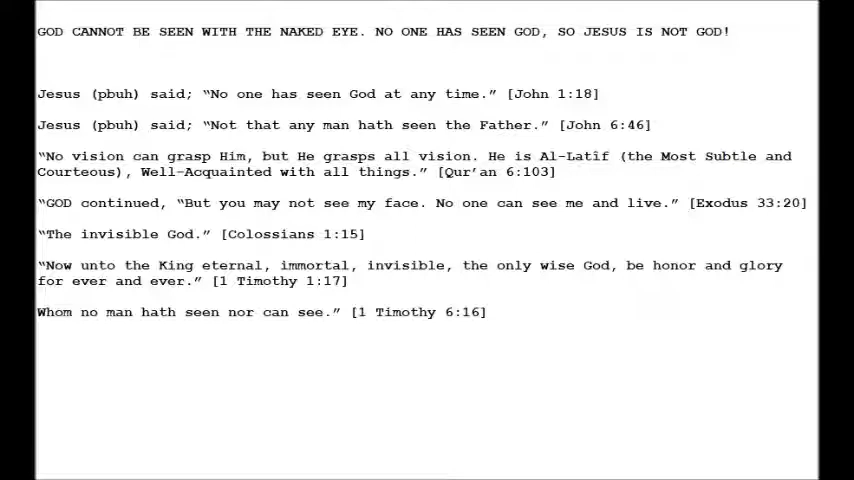 GOD CANNOT BE SEEN WITH THE NAKED EYE. NO ONE HAS SEEN GOD, SO JESUS IS NOT GOD!
Jesus (pbuh) said; “No one has seen God at any time.” [John 1:18]
Jesus (pbuh) said; “Not that any man hath seen the Father.” [John 6:46]
“No vision can grasp Him, but He grasps all vision. He is Al-Latîf (the Most Subtle and
Courteous), Well-Acquainted with all things.” [Qur’an 6:103]
“GOD continued, “But you may not see my face. No one can see me and live.” [Exodus 33:20]
“The invisible God.” [Colossians 1:15]
“Now unto the King eternal, immortal, invisible, the only wise God, be honor and glory
for ever and ever.” [1 Timothy 1:17]
Whom no man hath seen nor can see.” [1 Timothy 6:16]